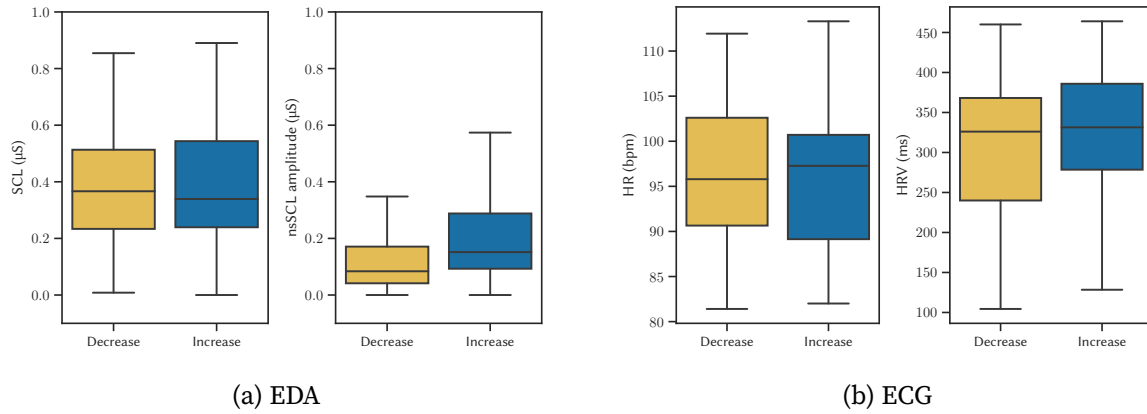 SCL (µS)
1.0
0.8
0.6
0.4
0.2
0.0
Decrease
Increase
nsSCL amplitude (µS)
1.0
0.8
0.6
0.4
0.2
0.0
Decrease
Increase
(a) EDA
HR (bpm)
110
105
100
95
90
85
80
Decrease
Increase
HRV (ms)
450
400
350
300
250
200
150
100
Decrease
Increase
(b) ECG